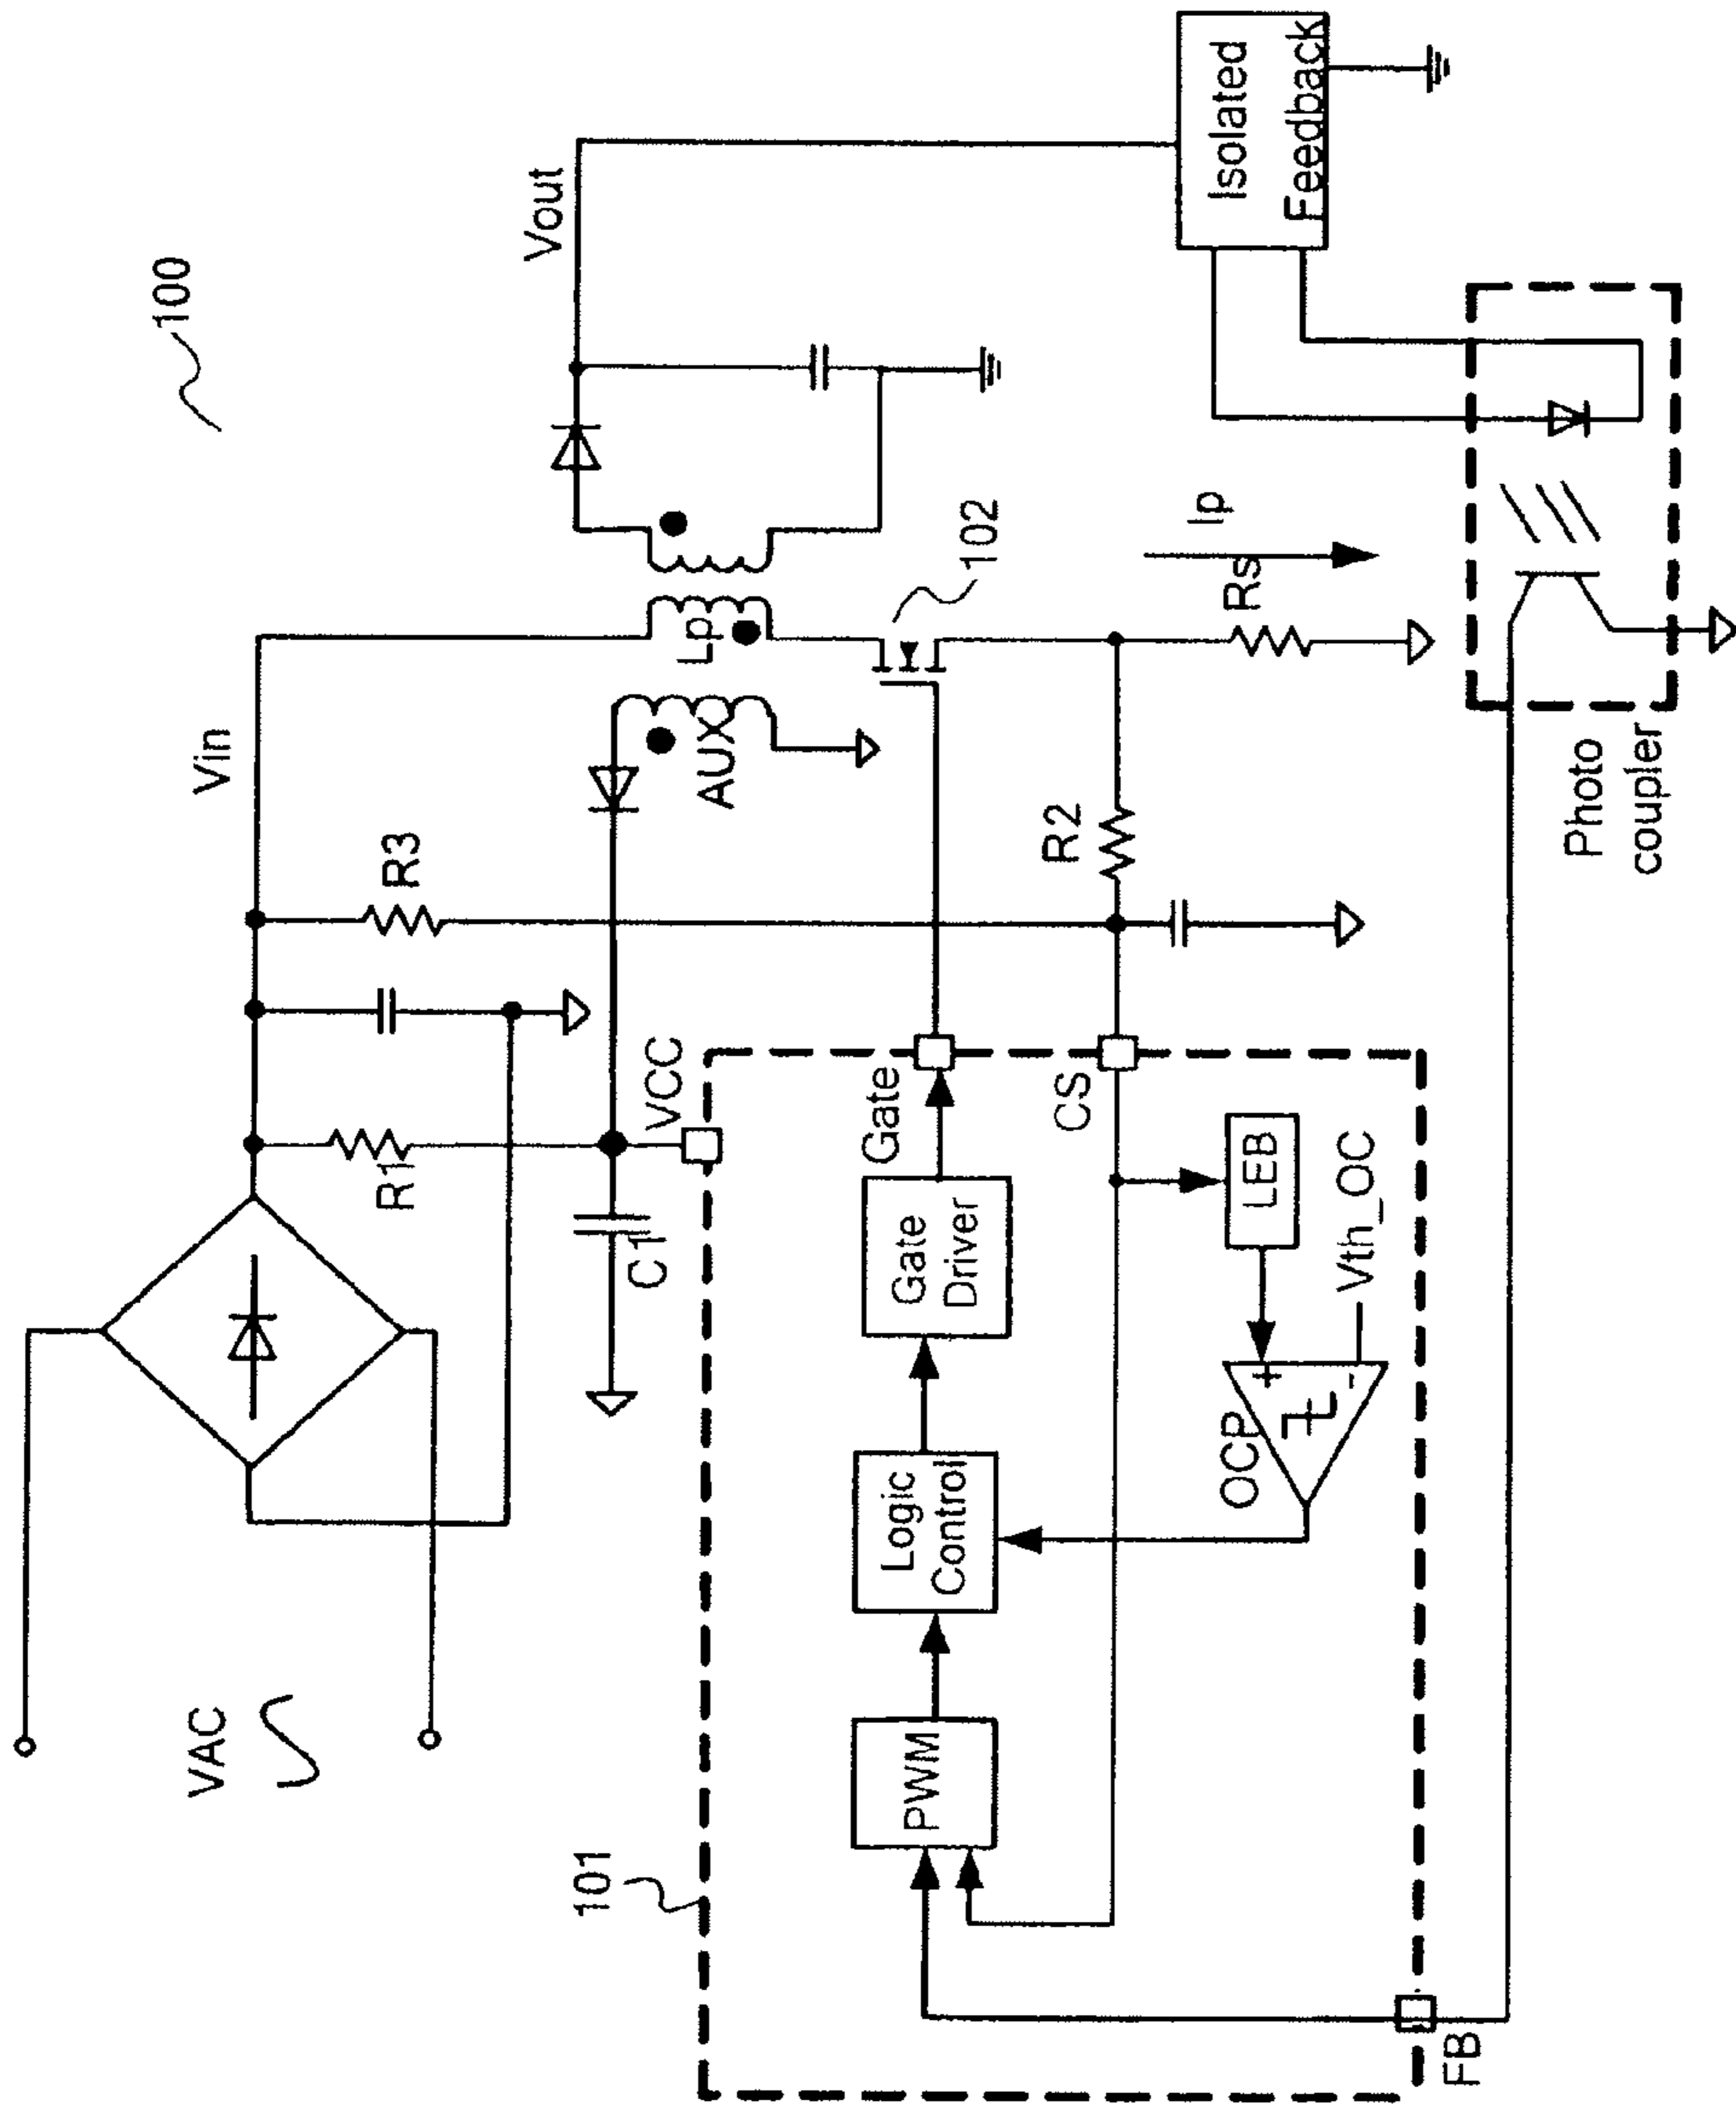 100
VAC
Vin
Vout
R1
R3
C1
VCC
AUX
Lp
102
101
PWM
Logic
Control
Gate
Driver
Gate
CS
R2
Rs
Ip
LEB
OCP
+
-
Vth_OC
FB
Photo
coupler
Isolated
Feedback